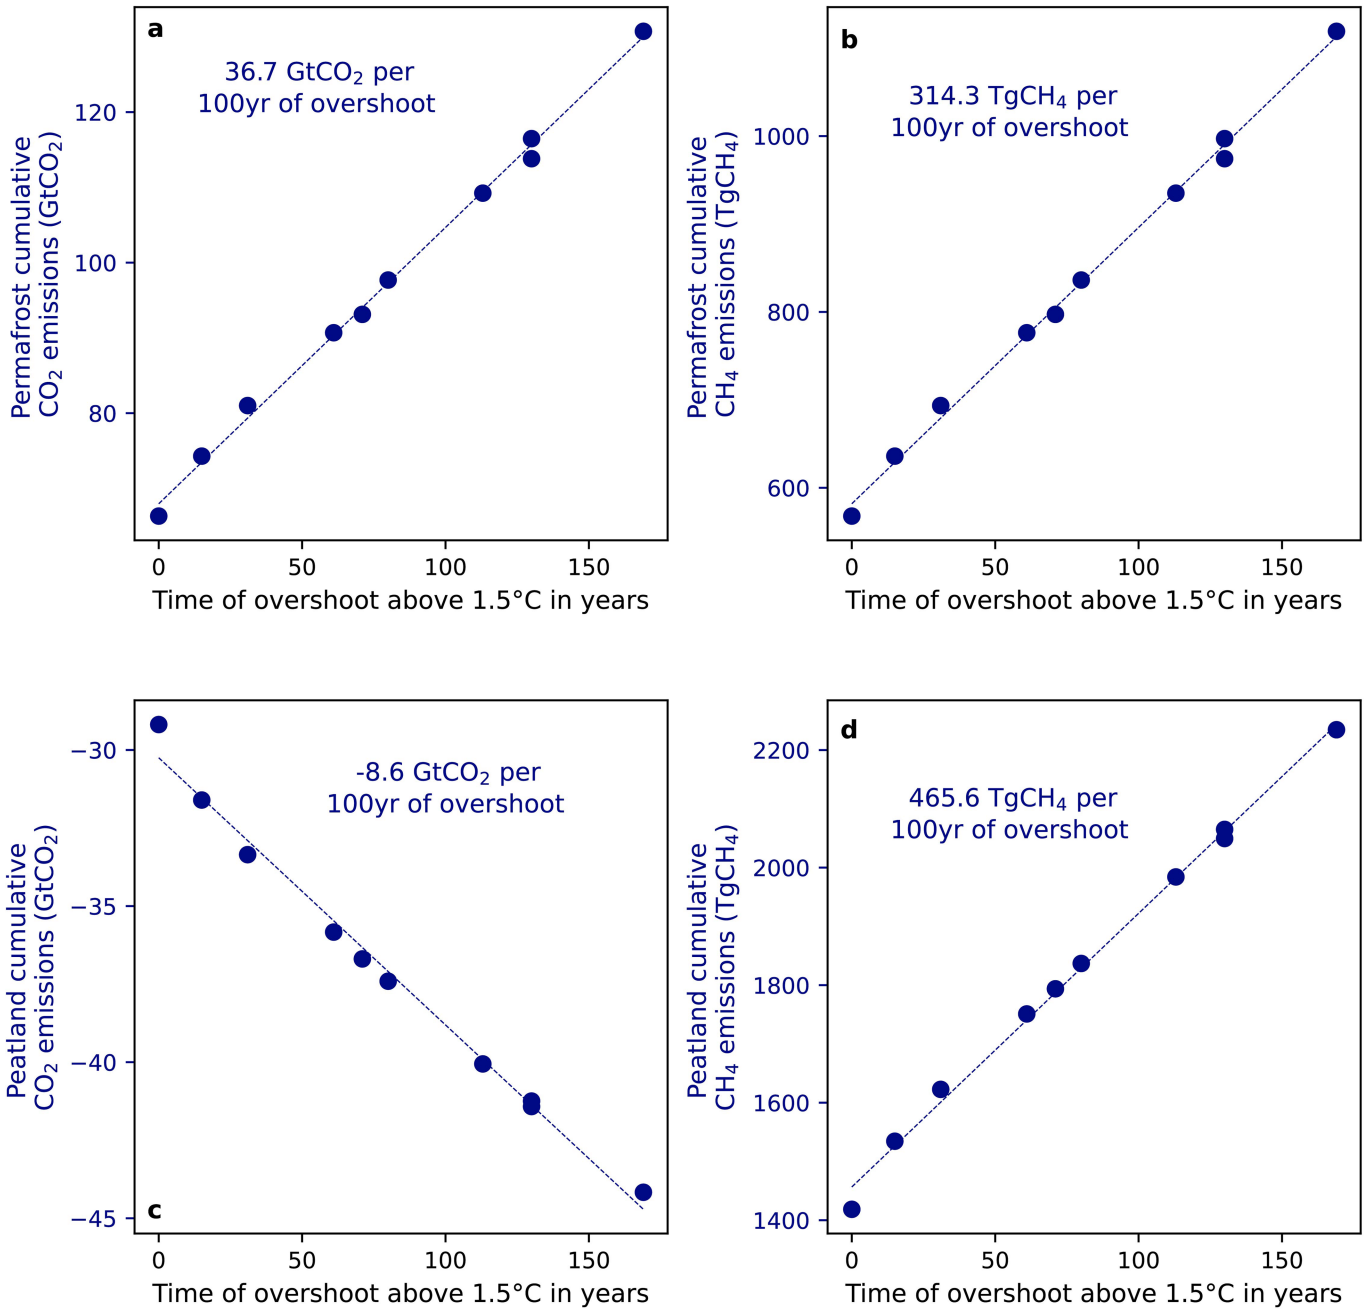 a
36.7 GtCO₂ per
100yr of overshoot
Permafrost cumulative
CO₂ emissions (GtCO₂)
120
100
80
0 50 100 150
Time of overshoot above 1.5°C in years
b
314.3 TgCH₄ per
100yr of overshoot
Permafrost cumulative
CH₄ emissions (TgCH₄)
1000
800
600
0 50 100 150
Time of overshoot above 1.5°C in years
-8.6 GtCO₂ per
100yr of overshoot
Peatland cumulative
CO₂ emissions (GtCO₂)
−30
−35
−40
−45
c
0 50 100 150
Time of overshoot above 1.5°C in years
d
465.6 TgCH₄ per
100yr of overshoot
Peatland cumulative
CH₄ emissions (TgCH₄)
2200
2000
1800
1600
1400
0 50 100 150
Time of overshoot above 1.5°C in years